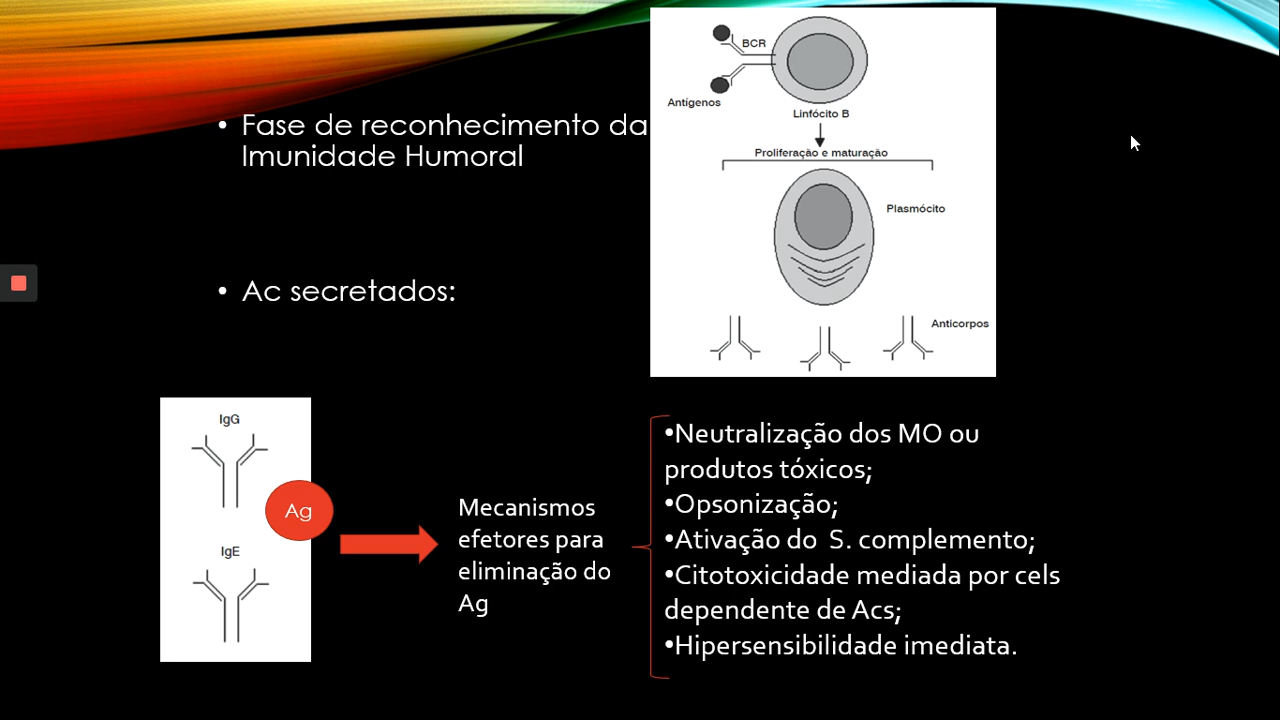 • Fase de reconhecimento da
Imunidade Humoral
BCR
Antígenos
Linfócito B
Proliferação e maturação
Plasmócito
Anticorpos
• Ac secretados:
IgG
Ag
IgE
Mecanismos
efetores para
eliminação do
Ag
•Neutralização dos MO ou
produtos tóxicos;
•Opsonização;
•Ativação do  S. complemento;
•Citotoxicidade mediada por cels
dependente de Acs;
•Hipersensibilidade imediata.